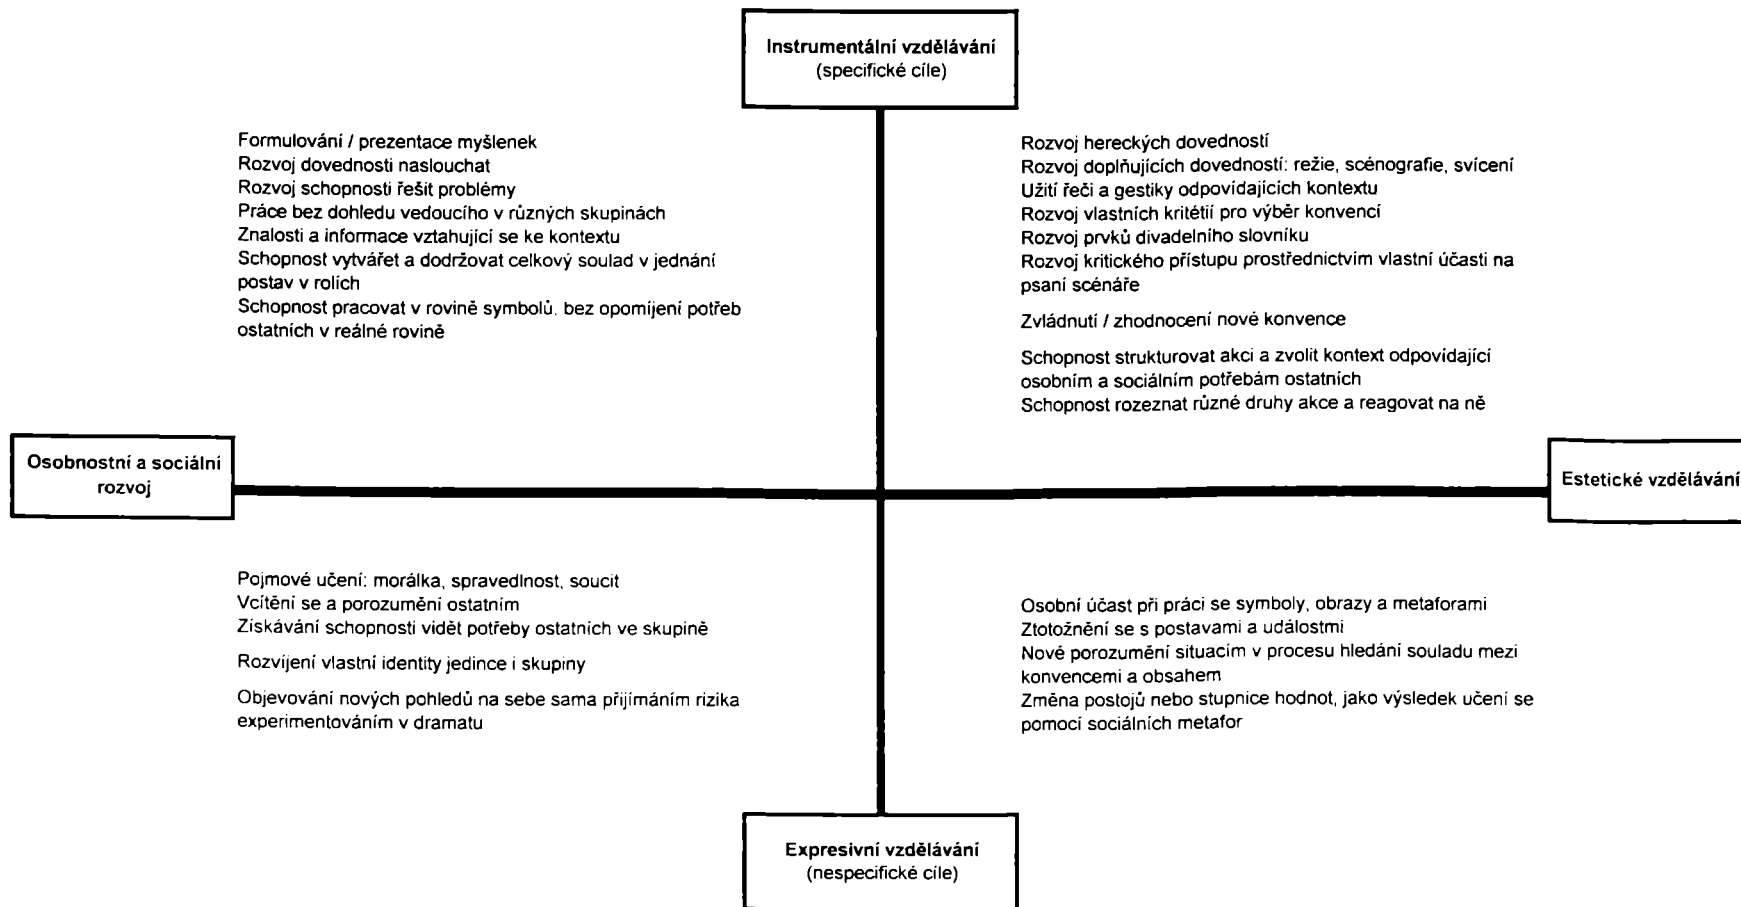 Instrumentální vzdělávání
(specifické cíle)
Formulování / prezentace myšlenek
Rozvoj dovednosti naslouchat
Rozvoj schopnosti řešit problémy
Práce bez dohledu vedoucího v různých skupinách
Znalosti a informace vztahující se ke kontextu
Schopnost vytvářet a dodržovat celkový soulad v jednání
postav v rolích
Schopnost pracovat v rovině symbolů, bez opomíjení potřeb
ostatních v reálné rovině
Rozvoj hereckých dovedností
Rozvoj doplňujících dovedností: režie, scénografie, svícení
Užití řeči a gestiky odpovídajících kontextu
Rozvoj vlastních kritétií pro výběr konvencí
Rozvoj prvků divadelního slovníku
Rozvoj kritického přístupu prostřednictvím vlastní účasti na
psaní scénáře
Zvládnutí / zhodnocení nové konvence
Schopnost strukturovat akci a zvolit kontext odpovídající
osobním a sociálním potřebám ostatních
Schopnost rozeznat různé druhy akce a reagovat na ně
Osobnostní a sociální
rozvoj
Estetické vzdělávání
Pojmové učení: morálka, spravedlnost, soucit
Vcítění se a porozumění ostatním
Získávání schopnosti vidět potřeby ostatních ve skupině
Rozvíjení vlastní identity jedince i skupiny
Objevování nových pohledů na sebe sama přijímáním rizika
experimentováním v dramatu
Osobní účast při práci se symboly, obrazy a metaforami
Ztotožnění se s postavami a událostmi
Nové porozumění situacím v procesu hledání souladu mezi
konvencemi a obsahem
Změna postojů nebo stupnice hodnot, jako výsledek učení se
pomocí sociálních metafor
Expresivní vzdělávání
(nespecifické cíle)